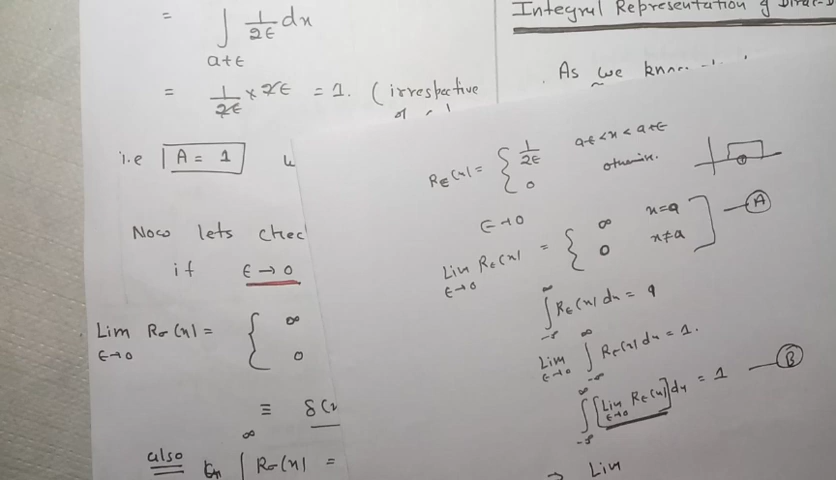 = ∫ 1/2ϵ dx
a+ϵ
= 1/2ϵ × 2ϵ = 1. (irrespective
i.e A = 1
Now lets chec
if ϵ → 0
Lim Rσ(x) = { ∞
ϵ→0 0
≡ δ(x
also ∫ Rσ(x) =
∞
Integral Representation of Dirac-D
As we know
Rϵ(x) = { 1/2ϵ a-ϵ < x < a+ϵ
0 otherwise.
ϵ→0
Lim Rϵ(x) = { ∞ x=a
ϵ→0 0 x≠a
A
∫ Rϵ(x) dx = 1
-∞ ∞
Lim ∫ Rϵ(x) dx = 1.
ϵ→0 -∞ ∞
∫ [Lim Rϵ(x)] dx = 1 B
-∞ ∞ ϵ→0
→ Lim